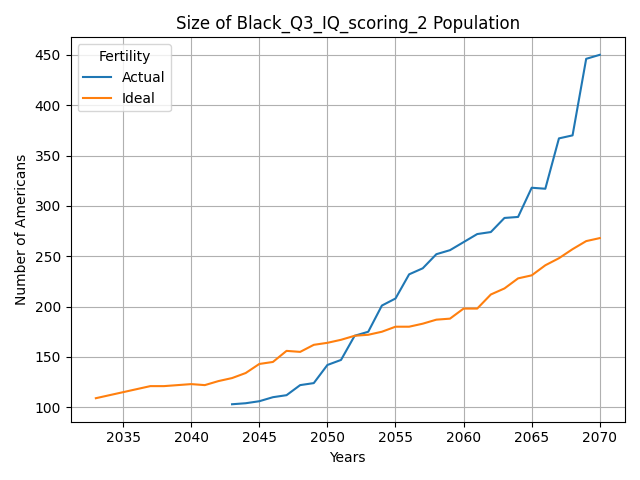 Size of Black_Q3_IQ_scoring_2 Population
Fertility
Actual
Ideal
Number of Americans
450
400
350
300
250
200
150
100
2035
2040
2045
2050
2055
2060
2065
2070
Years